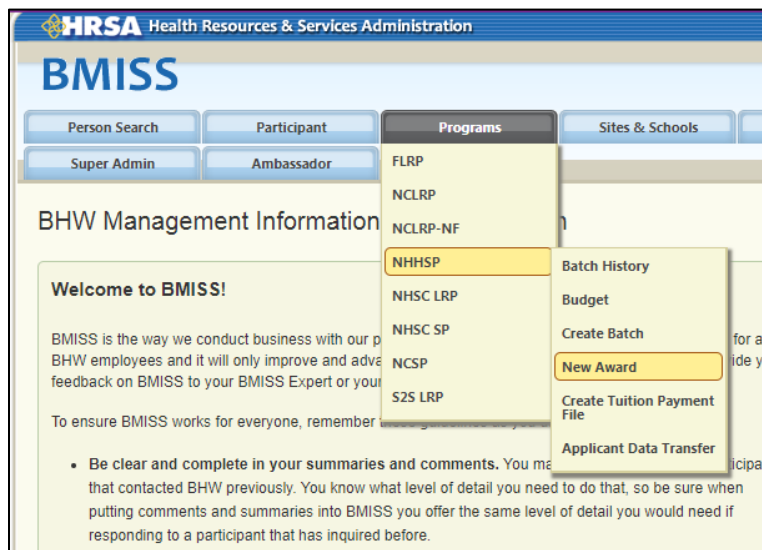 HRSA Health Resources & Services Administration
BMISS
Person Search
Participant
Programs
Sites & Schools
Super Admin
Ambassador
FLRP
NCLRP
NCLRP-NF
NHHSP
NHSC LRP
NHSC SP
NCSP
S2S LRP
Batch History
Budget
Create Batch
New Award
Create Tuition Payment
File
Applicant Data Transfer
BHW Management Information
Welcome to BMISS!
BMISS is the way we conduct business with our p for a
BHW employees and it will only improve and adva
feedback on BMISS to your BMISS Expert or your
To ensure BMISS works for everyone, remember
• Be clear and complete in your summaries and comments. You ma
that contacted BHW previously. You know what level of detail you need to do that, so be sure when
putting comments and summaries into BMISS you offer the same level of detail you would need if
responding to a participant that has inquired before.